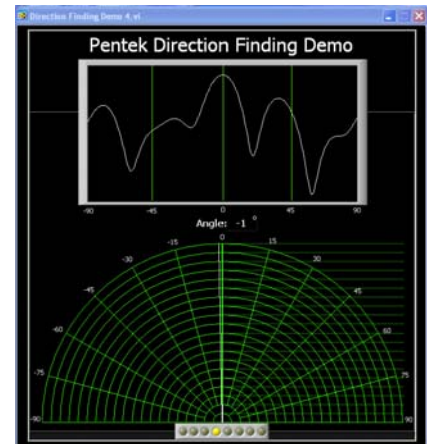 Direction Finding Demo 4.vi
Pentek Direction Finding Demo
-90 -45 0 45 90
Angle: -1 °
0
-15 15
-30 30
-45 45
-60 60
-75 75
-90 90